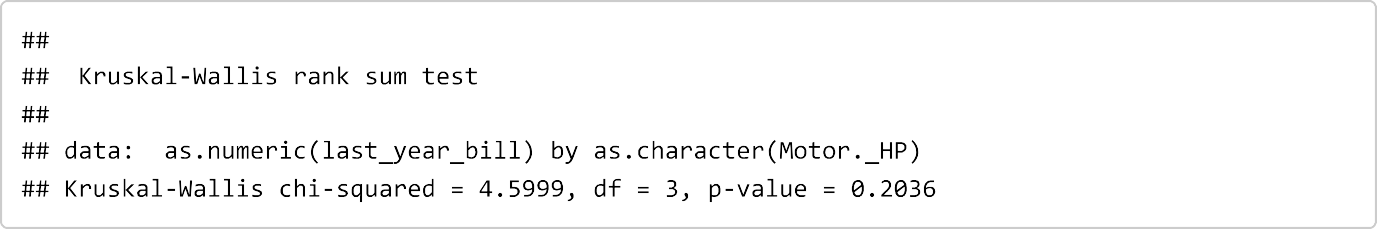 ##
##  Kruskal-Wallis rank sum test
##
## data:  as.numeric(last_year_bill) by as.character(Motor._HP)
## Kruskal-Wallis chi-squared = 4.5999, df = 3, p-value = 0.2036